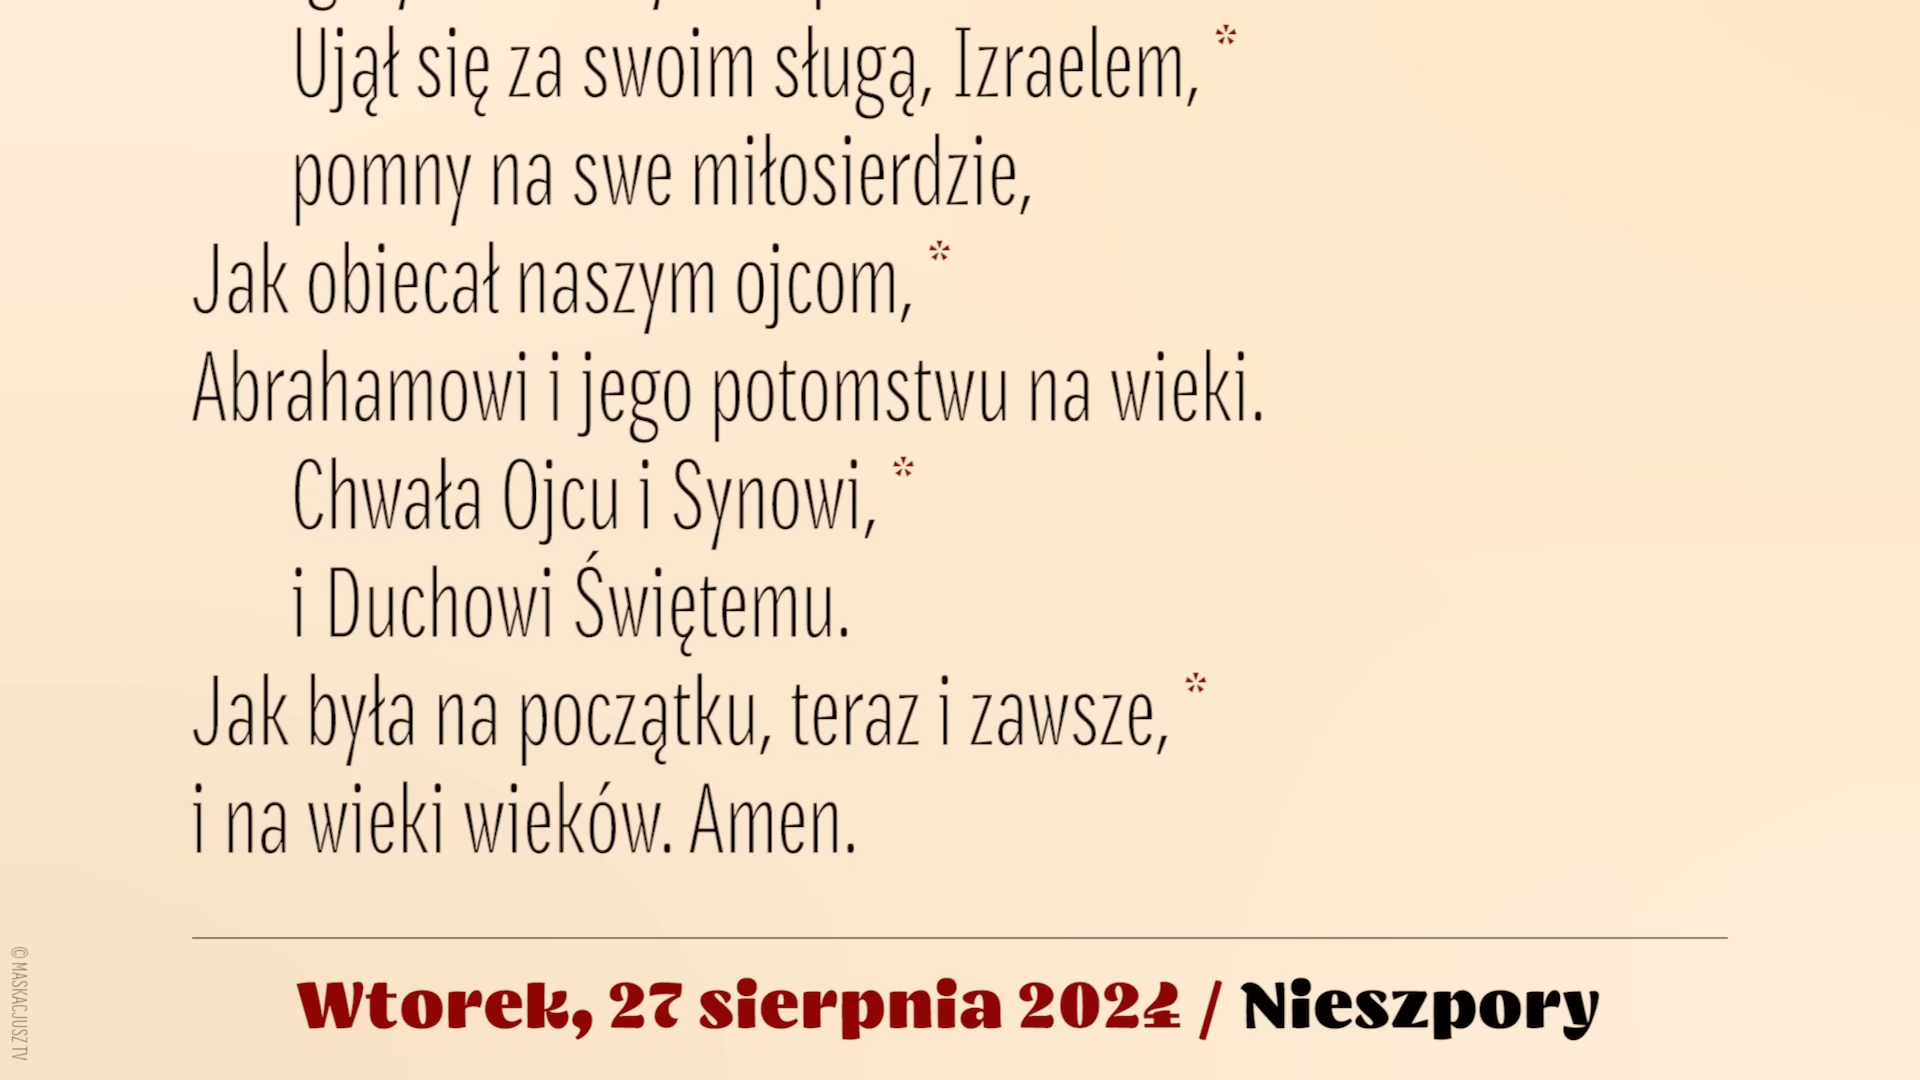 Ujął się za swoim sługą, Izraelem, *
pomny na swe miłosierdzie,
Jak obiecał naszym ojcom, *
Abrahamowi i jego potomstwu na wieki.
Chwała Ojcu i Synowi, *
i Duchowi Świętemu.
Jak była na początku, teraz i zawsze, *
i na wieki wieków. Amen.
Wtorek, 27 sierpnia 2024 / Nieszpory
© MASKACJUSZ TV